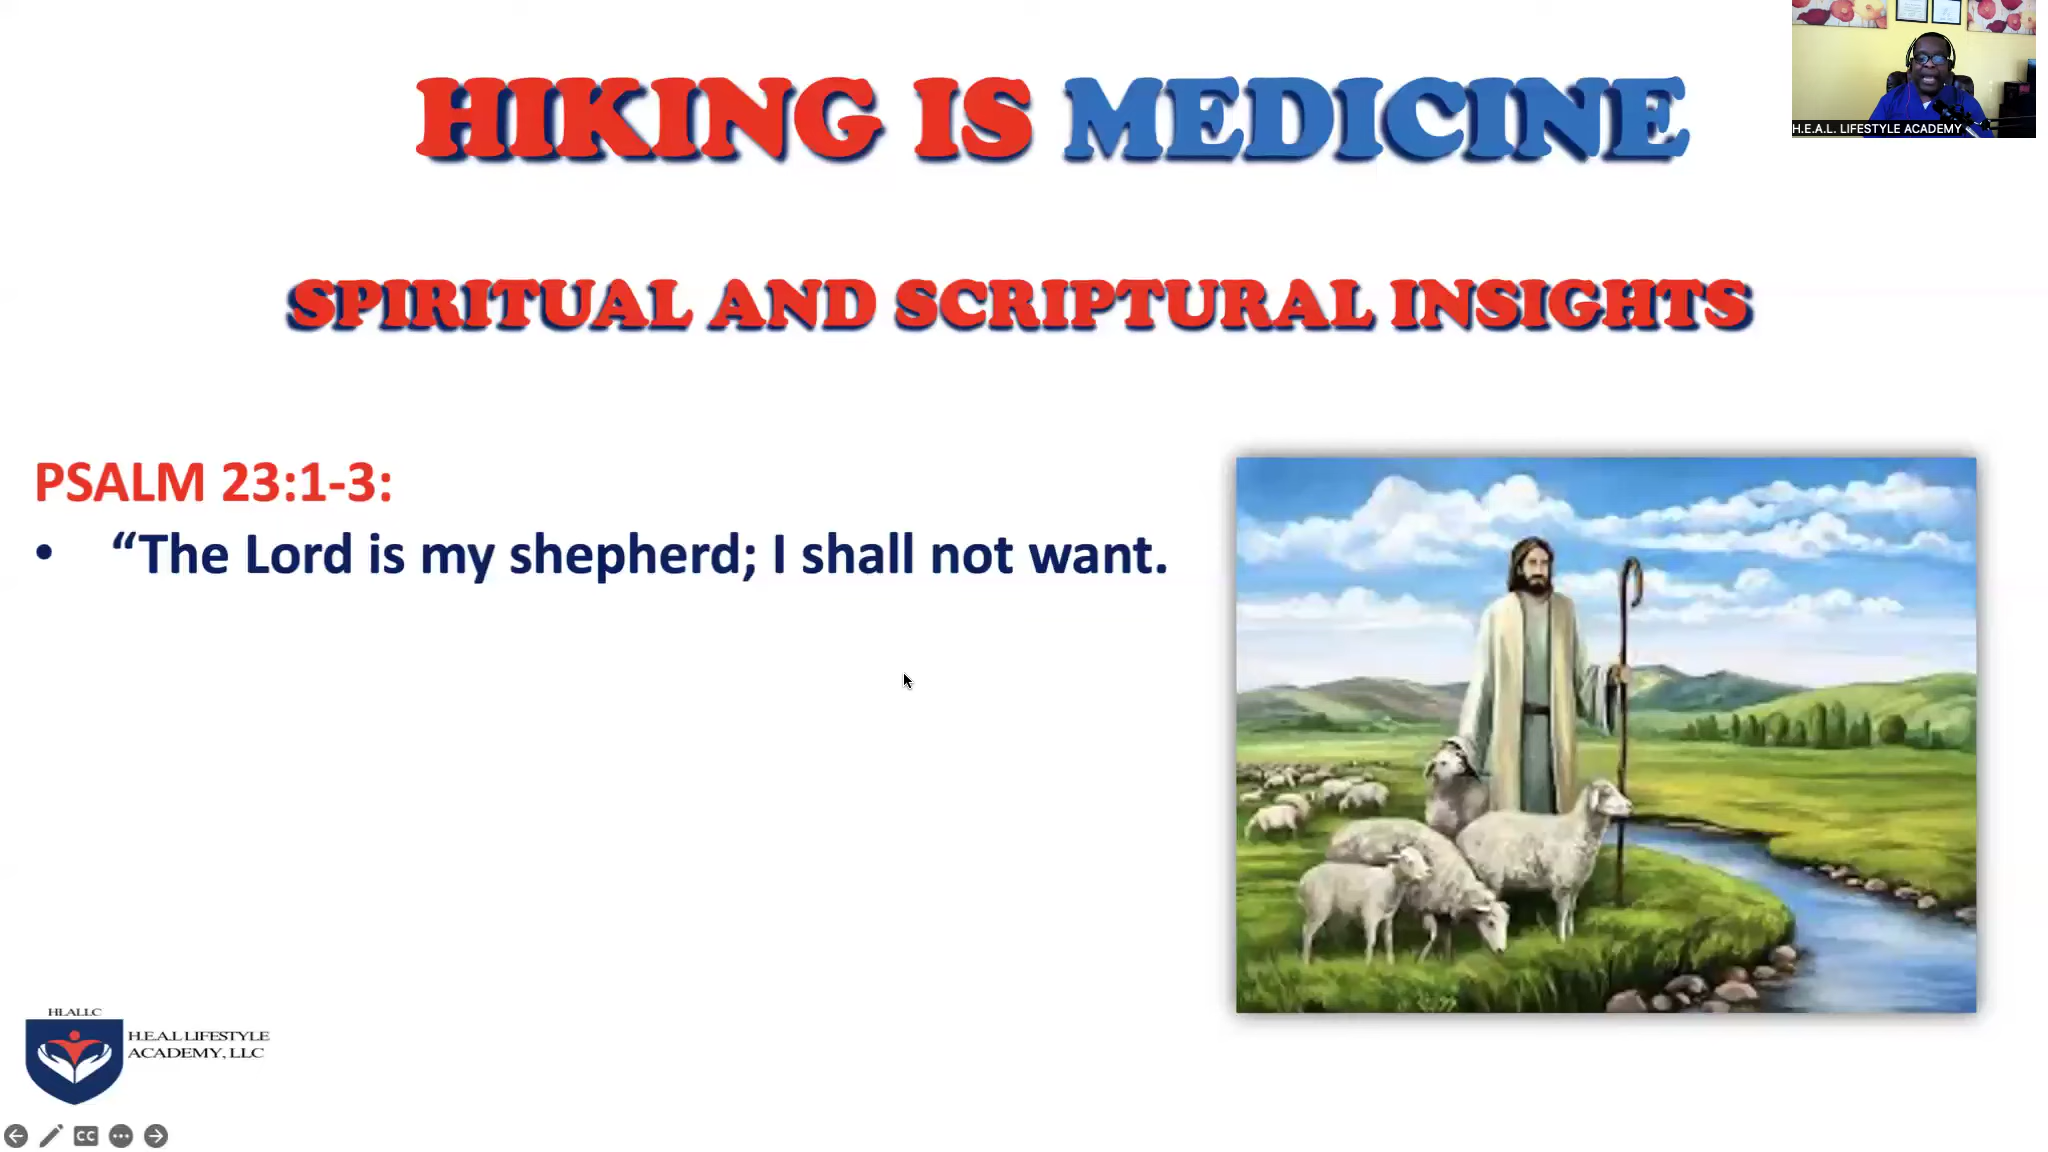 HIKING IS MEDICINE
H.E.A.L. LIFESTYLE ACADEMY
SPIRITUAL AND SCRIPTURAL INSIGHTS
PSALM 23:1-3:
• “The Lord is my shepherd; I shall not want.
HLALLC
H.E.A.L LIFESTYLE
ACADEMY, LLC
CC